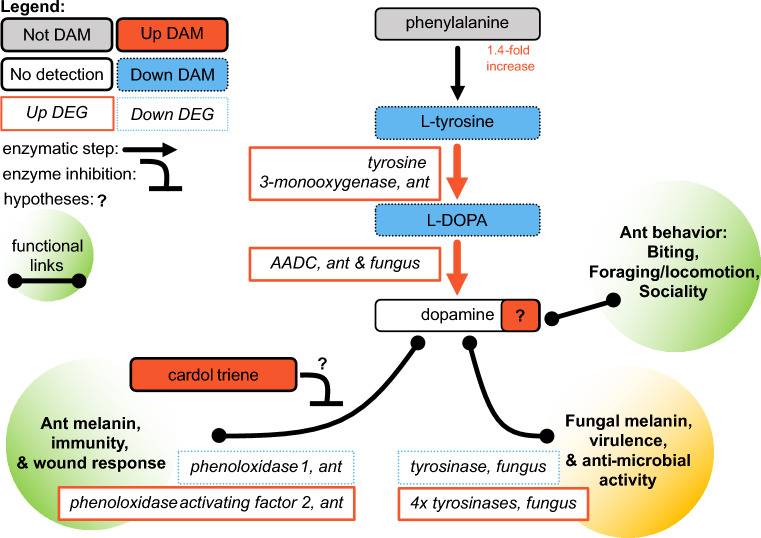 Legend:
Not DAM
Up DAM
No detection
Down DAM
Up DEG
Down DEG
enzymatic step:
enzyme inhibition:
hypotheses: ?
functional
links
phenylalanine
1.4-fold
increase
L-tyrosine
tyrosine
3-monooxygenase, ant
L-DOPA
AADC, ant & fungus
dopamine
?
Ant behavior:
Biting,
Foraging/locomotion,
Sociality
cardol triene
?
Ant melanin,
immunity,
& wound response
phenoloxidase 1, ant
phenoloxidase activating factor 2, ant
Fungal melanin,
virulence,
& anti-microbial
activity
tyrosinase, fungus
4x tyrosinases, fungus